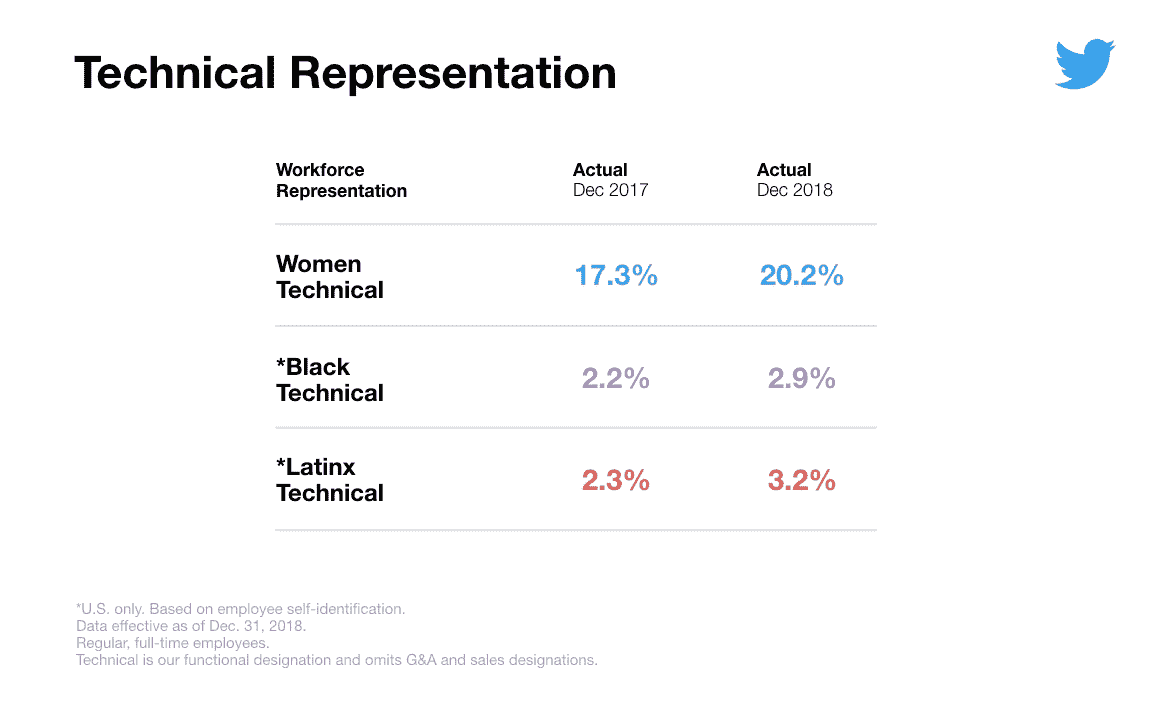 Technical Representation
Workforce
Representation
Actual
Dec 2017
Actual
Dec 2018
Women
Technical
17.3%
20.2%
*Black
Technical
2.2%
2.9%
*Latinx
Technical
2.3%
3.2%
*U.S. only. Based on employee self-identification.
Data effective as of Dec. 31, 2018.
Regular, full-time employees.
Technical is our functional designation and omits G&A and sales designations.